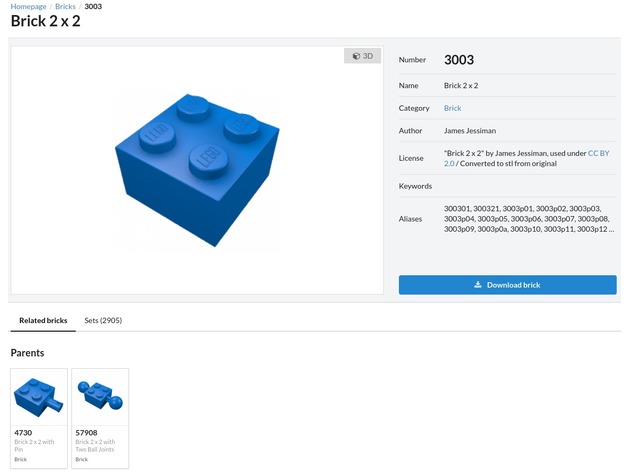 Homepage / Bricks / 3003
Brick 2 x 2
3D
LEGO
LEGO
Number 3003
Name Brick 2 x 2
Category Brick
Author James Jessiman
License "Brick 2 x 2" by James Jessiman, used under CC BY
2.0 / Converted to stl from original
Keywords
Aliases 300301, 300321, 3003p01, 3003p02, 3003p03,
3003p04, 3003p05, 3003p06, 3003p07, 3003p08,
3003p09, 3003p0a, 3003p10, 3003p11, 3003p12 ...
Download brick
Related bricks Sets (2905)
Parents
4730
Brick 2 x 2 with
Pin
Brick
57908
Brick 2 x 2 with
Two Ball Joints
Brick